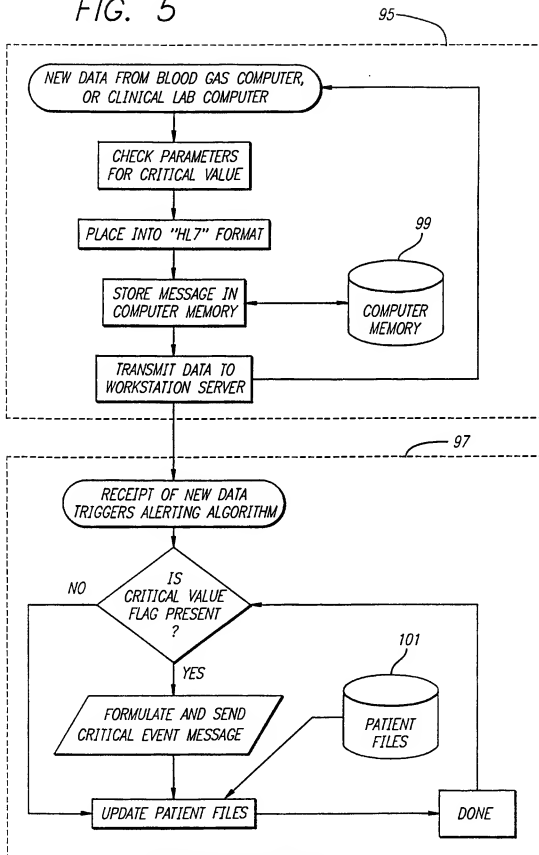 FIG. 5
95
NEW DATA FROM BLOOD GAS COMPUTER,
OR CLINICAL LAB COMPUTER
CHECK PARAMETERS
FOR CRITICAL VALUE
PLACE INTO "HL7" FORMAT
99
STORE MESSAGE IN
COMPUTER MEMORY
COMPUTER
MEMORY
TRANSMIT DATA TO
WORKSTATION SERVER
97
RECEIPT OF NEW DATA
TRIGGERS ALERTING ALGORITHM
NO
IS
CRITICAL VALUE
FLAG PRESENT
?
YES
101
FORMULATE AND SEND
CRITICAL EVENT MESSAGE
PATIENT
FILES
UPDATE PATIENT FILES
DONE